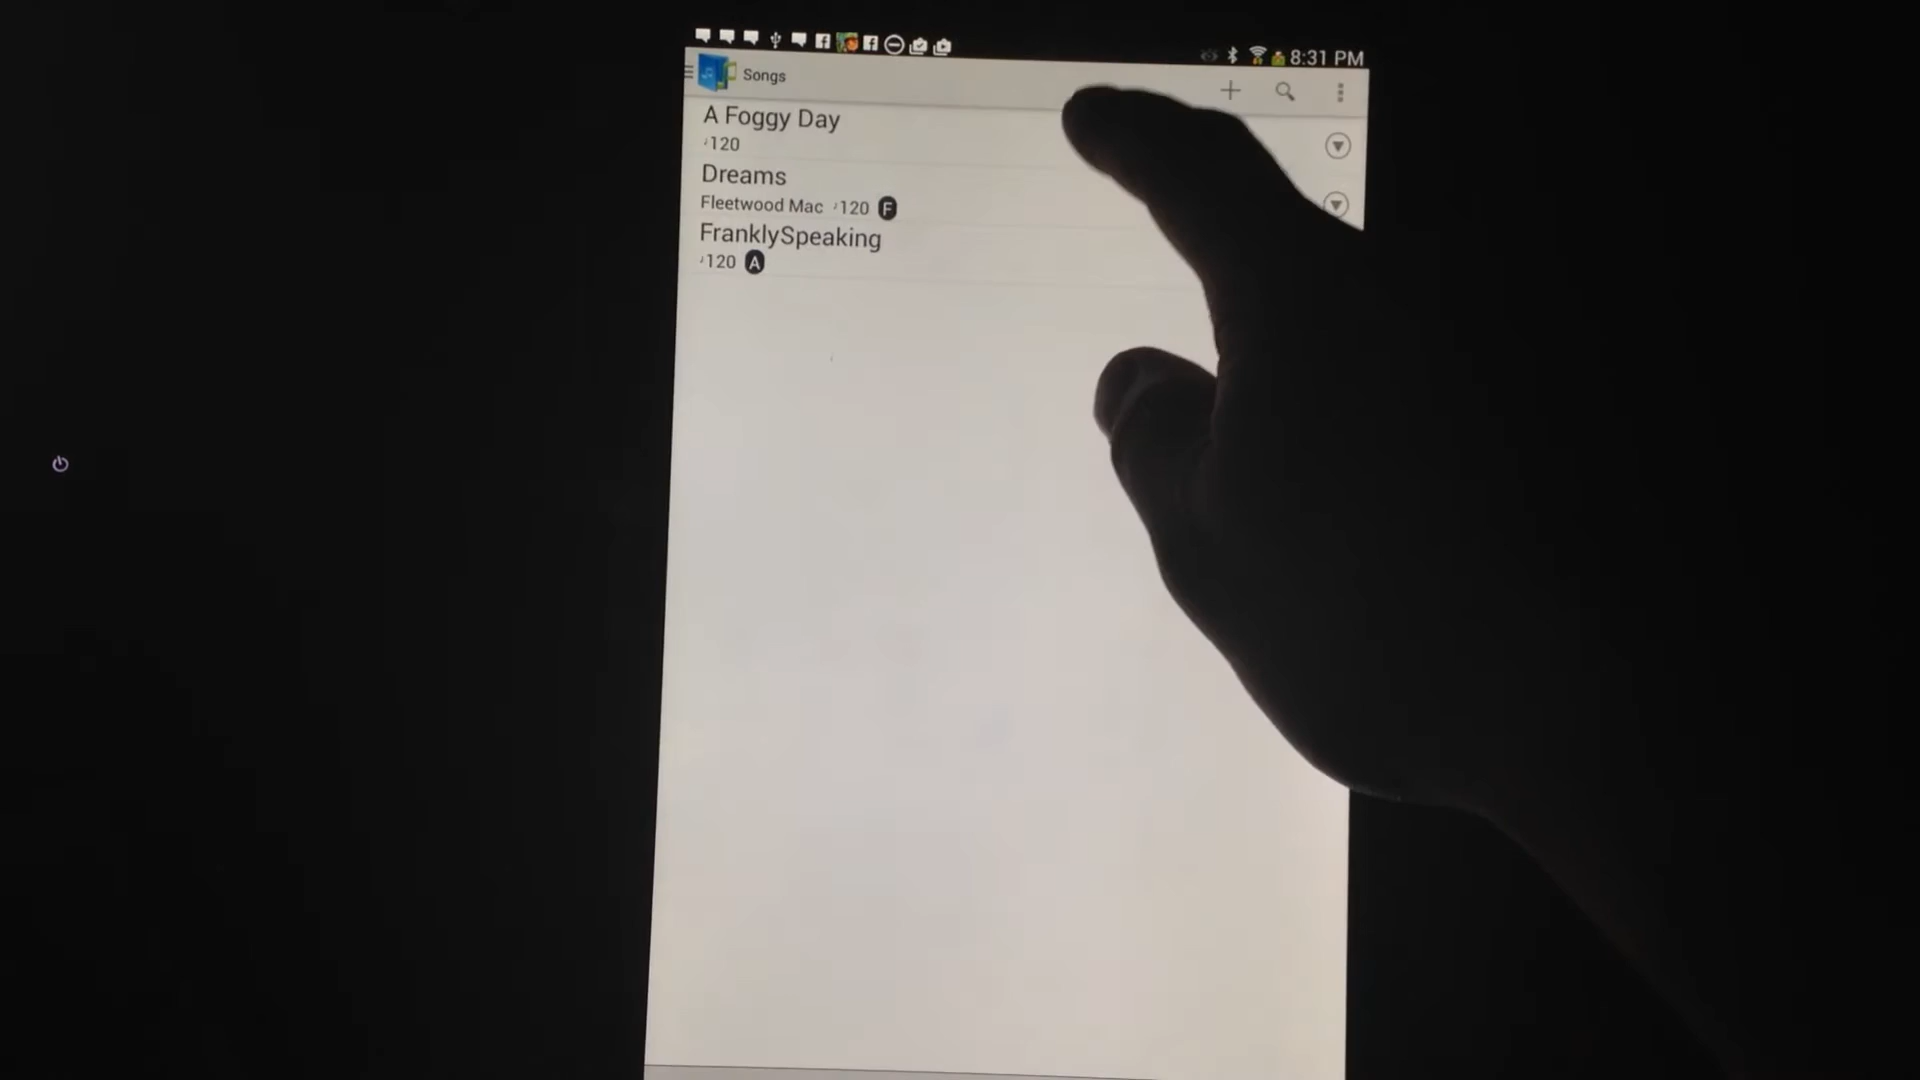 8:31 PM
Songs
A Foggy Day
♩120
Dreams
Fleetwood Mac ♩120 F
FranklySpeaking
♩120 A